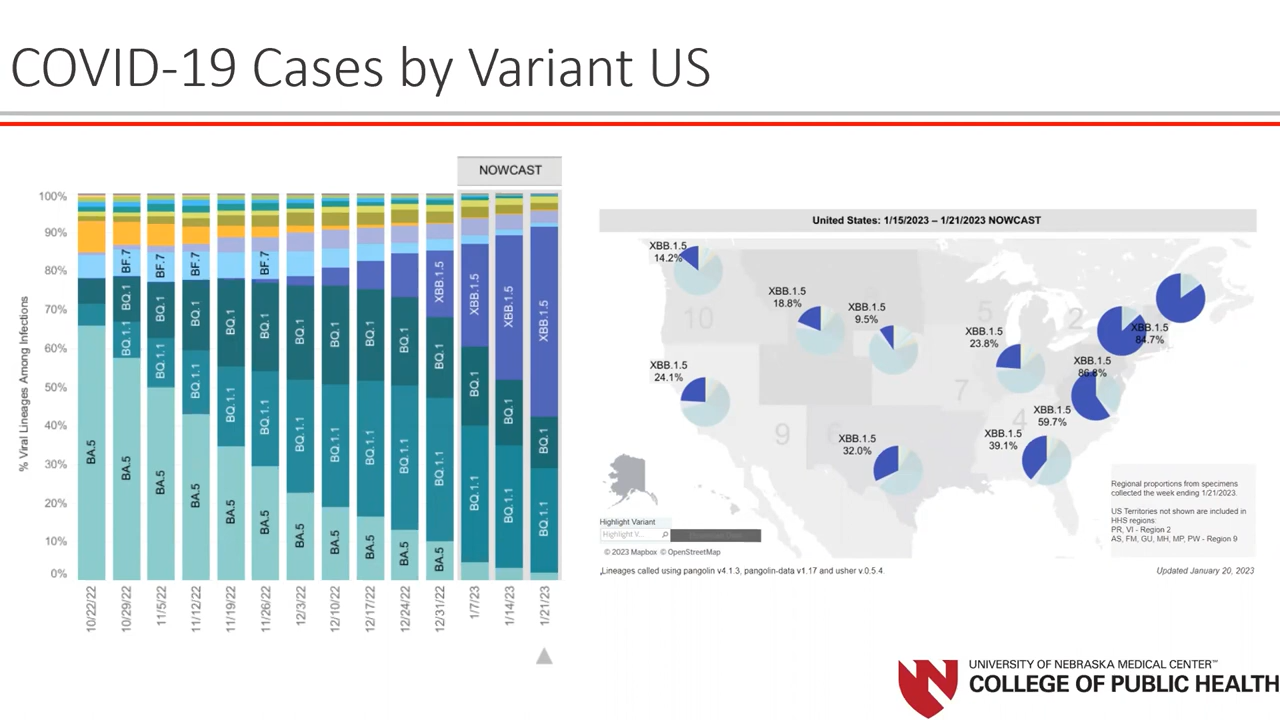 COVID-19 Cases by Variant US
NOWCAST
% Viral Lineages Among Infections
100%
90%
80%
70%
60%
50%
40%
30%
20%
10%
0%
BA.5
BF.7
BQ.1
BQ.1.1
BA.5
BF.7
BQ.1
BQ.1.1
BA.5
BF.7
BQ.1
BQ.1.1
BA.5
BQ.1
BQ.1.1
BA.5
BF.7
BQ.1
BQ.1.1
BA.5
BQ.1
BQ.1.1
BA.5
BQ.1
BQ.1.1
BA.5
BQ.1
BQ.1.1
BA.5
BQ.1
BQ.1.1
BA.5
XBB.1.5
BQ.1
BQ.1.1
BA.5
XBB.1.5
BQ.1
BQ.1.1
XBB.1.5
BQ.1
BQ.1.1
XBB.1.5
BQ.1
BQ.1.1
10/22/22
10/29/22
11/5/22
11/12/22
11/19/22
11/26/22
12/3/22
12/10/22
12/17/22
12/24/22
12/31/22
1/7/23
1/14/23
1/21/23
United States: 1/15/2023 – 1/21/2023 NOWCAST
XBB.1.5
14.2%
XBB.1.5
18.8%
XBB.1.5
9.5%
XBB.1.5
23.8%
XBB.1.5
84.7%
XBB.1.5
86.8%
XBB.1.5
24.1%
XBB.1.5
59.7%
XBB.1.5
32.0%
XBB.1.5
39.1%
10
5
2
7
4
9
6
Regional proportions from specimens
collected the week ending 1/21/2023.
US Territories not shown are included in
HHS regions:
PR, VI - Region 2
AS, FM, GU, MH, MP, PW - Region 9
Highlight Variant
Highlight V...
© 2023 Mapbox © OpenStreetMap
Lineages called using pangolin v4.1.3, pangolin-data v1.17 and usher v.0.5.4.
Updated January 20, 2023
UNIVERSITY OF NEBRASKA MEDICAL CENTER℠
COLLEGE OF PUBLIC HEALTH